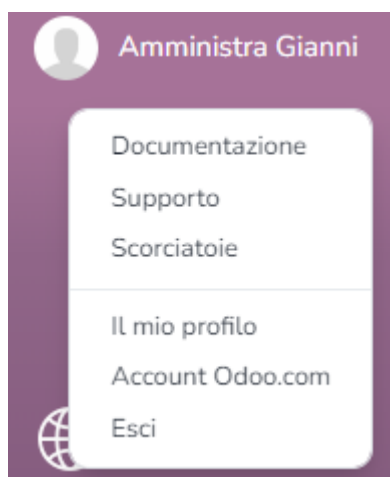 Amministra Gianni
Documentazione
Supporto
Scorciatoie
Il mio profilo
Account Odoo.com
Esci